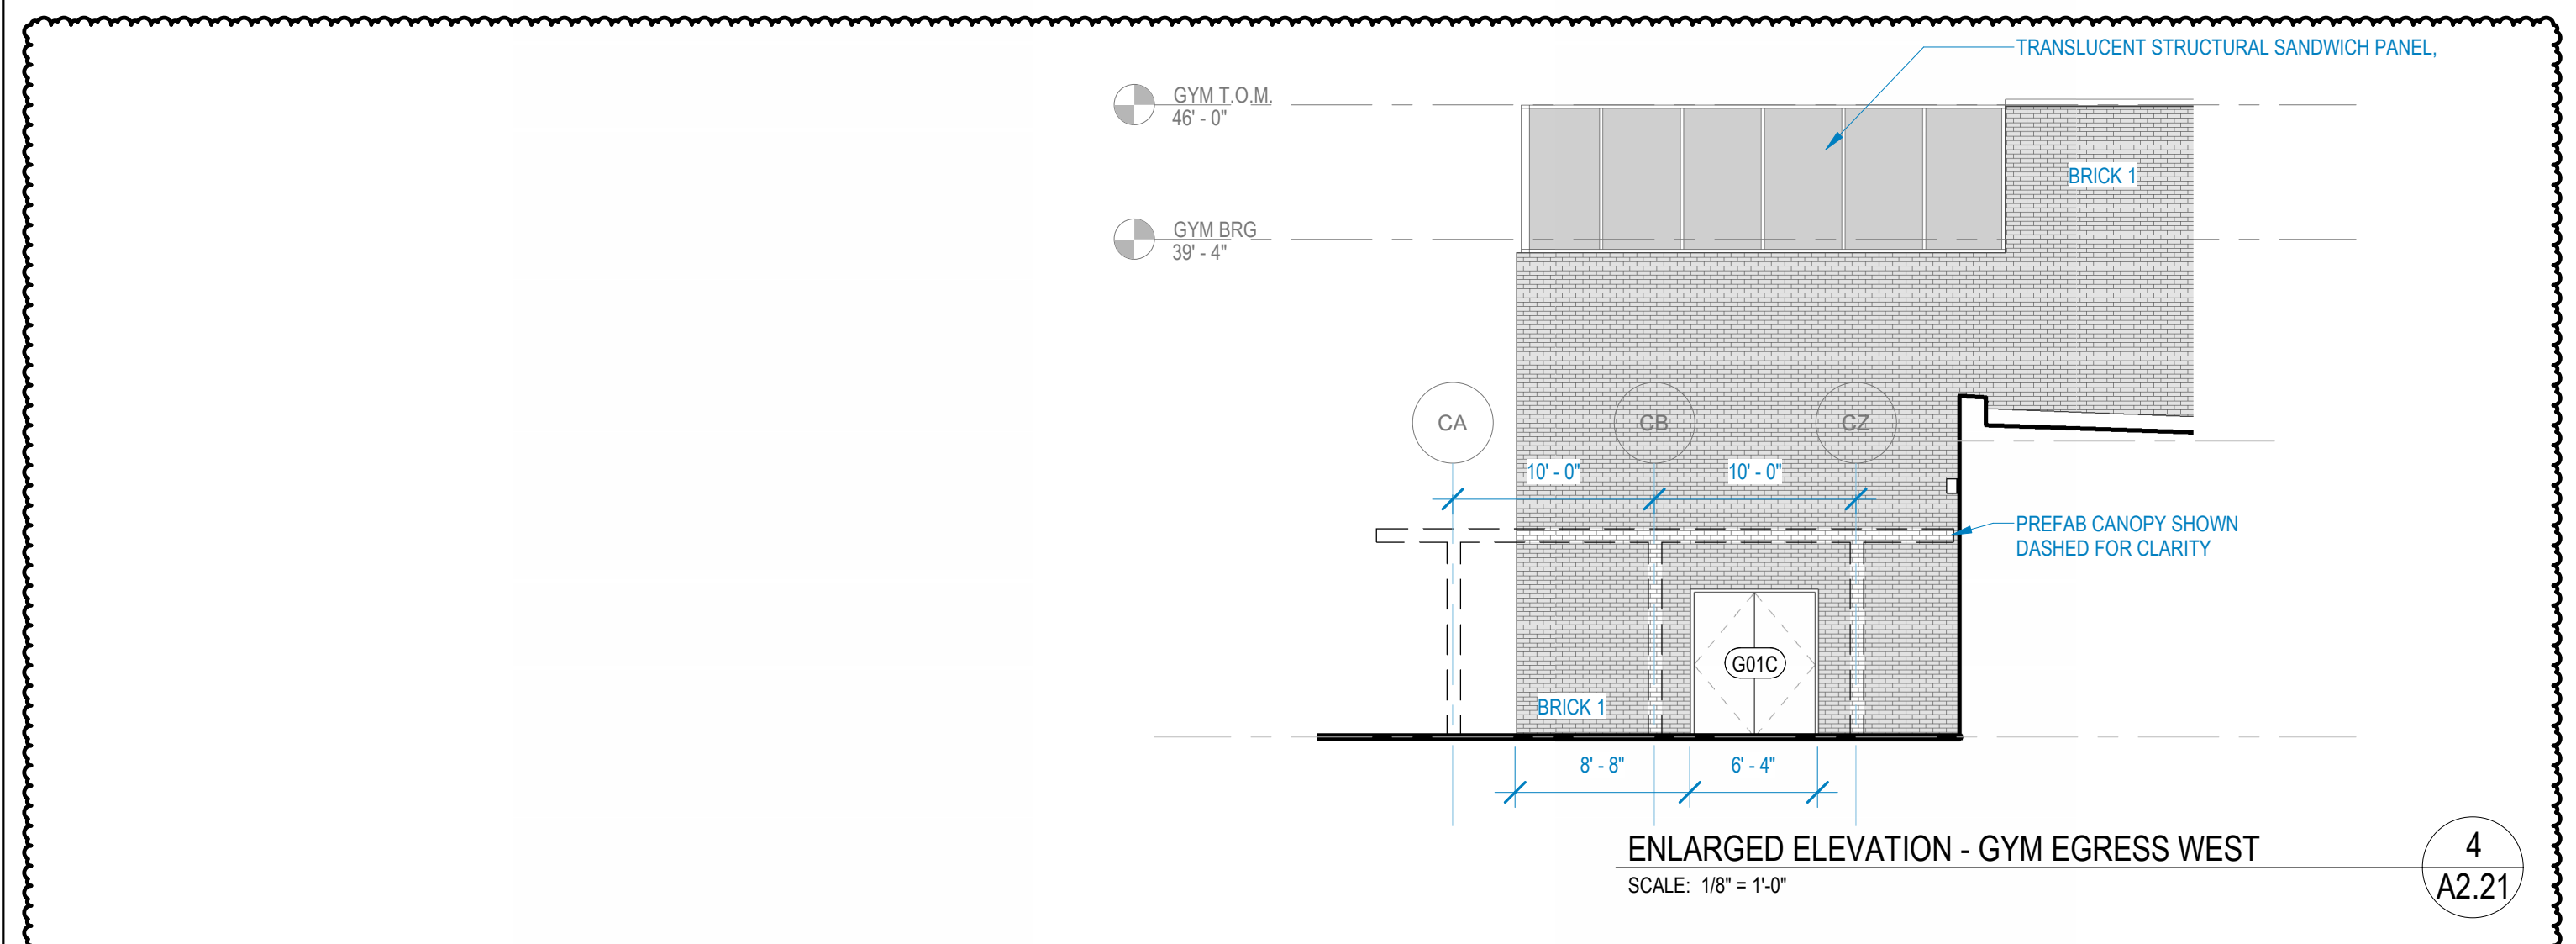 TRANSLUCENT STRUCTURAL SANDWICH PANEL,
GYM T.O.M.
46' - 0"
BRICK 1
GYM BRG
39' - 4"
CA
CB
CZ
10' - 0"
10' - 0"
PREFAB CANOPY SHOWN
DASHED FOR CLARITY
G01C
BRICK 1
8' - 8"
6' - 4"
ENLARGED ELEVATION - GYM EGRESS WEST
SCALE: 1/8" = 1'-0"
4
A2.21